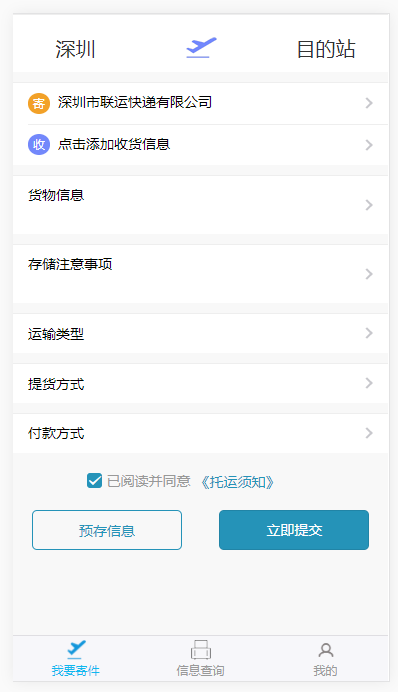 深圳 目的站
寄 深圳市联运快递有限公司
收 点击添加收货信息
货物信息
存储注意事项
运输类型
提货方式
付款方式
已阅读并同意 《托运须知》
预存信息 立即提交
我要寄件 信息查询 我的